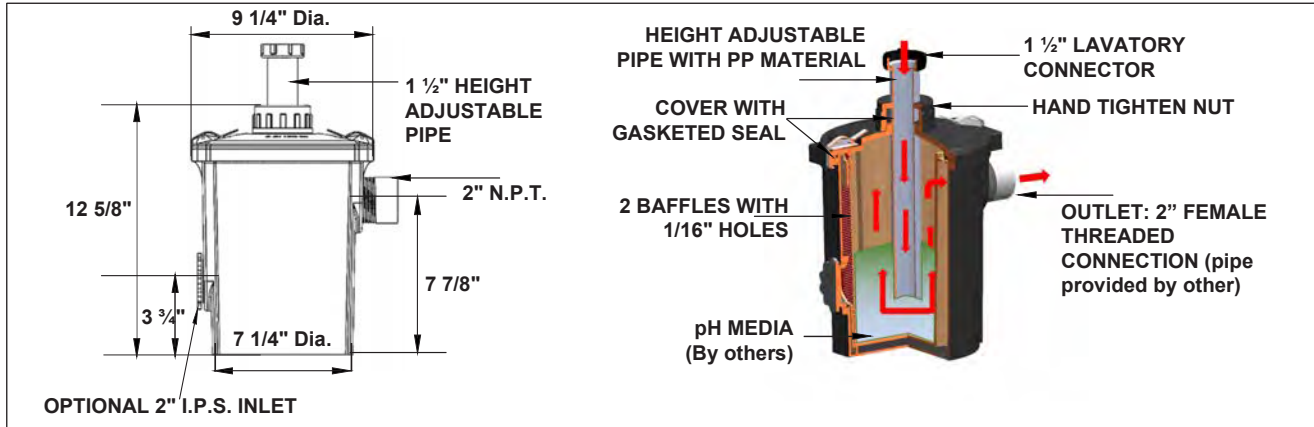 9 1/4" Dia.
1 ½" HEIGHT
ADJUSTABLE
PIPE
12 5/8"
2" N.P.T.
7 7/8"
3 ¾"
7 1/4" Dia.
OPTIONAL 2" I.P.S. INLET
HEIGHT ADJUSTABLE
PIPE WITH PP MATERIAL
1 ½" LAVATORY
CONNECTOR
COVER WITH
GASKETED SEAL
HAND TIGHTEN NUT
2 BAFFLES WITH
1/16" HOLES
OUTLET: 2” FEMALE
THREADED
CONNECTION (pipe
provided by other)
pH MEDIA
(By others)